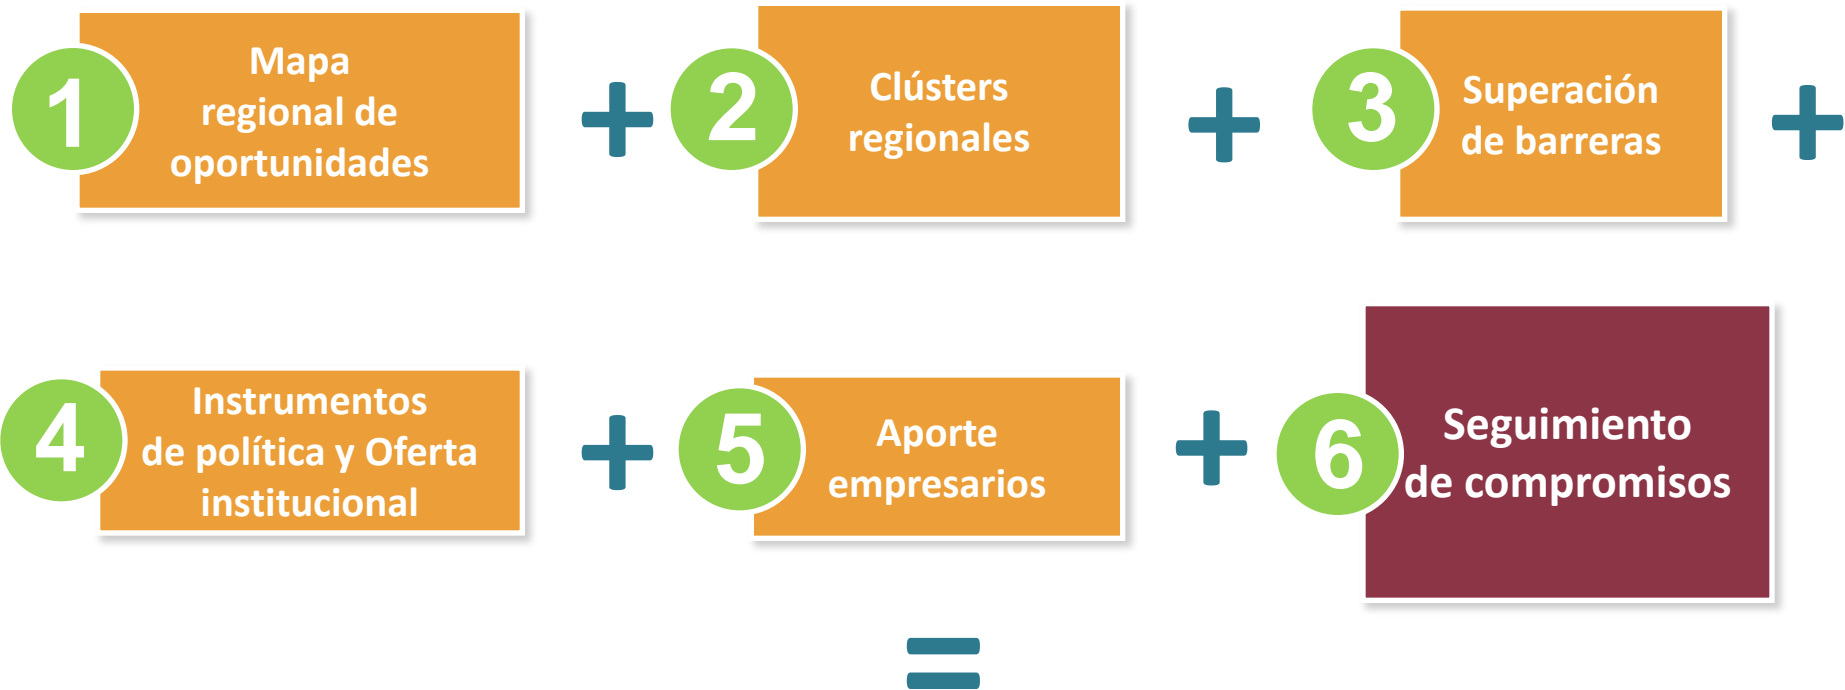 1
Mapa
regional de
oportunidades
+
2
Clústers
regionales
+
3
Superación
de barreras
+
4
Instrumentos
de política y Oferta
institucional
+
5
Aporte
empresarios
+
6
Seguimiento
de compromisos
=